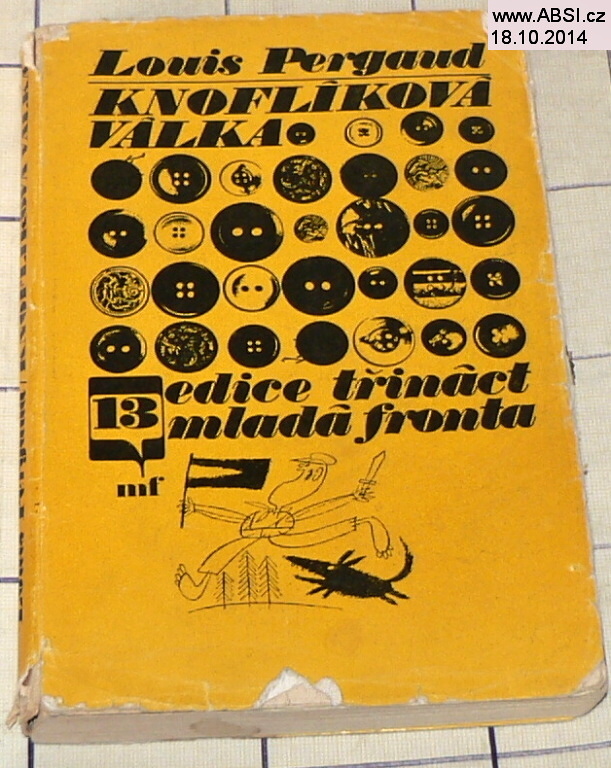 www.ABSI.cz
18.10.2014
Louis Pergaud
KNOFLÍKOVÁ
VÁLKA
13
edice třináct
mladá fronta
mf